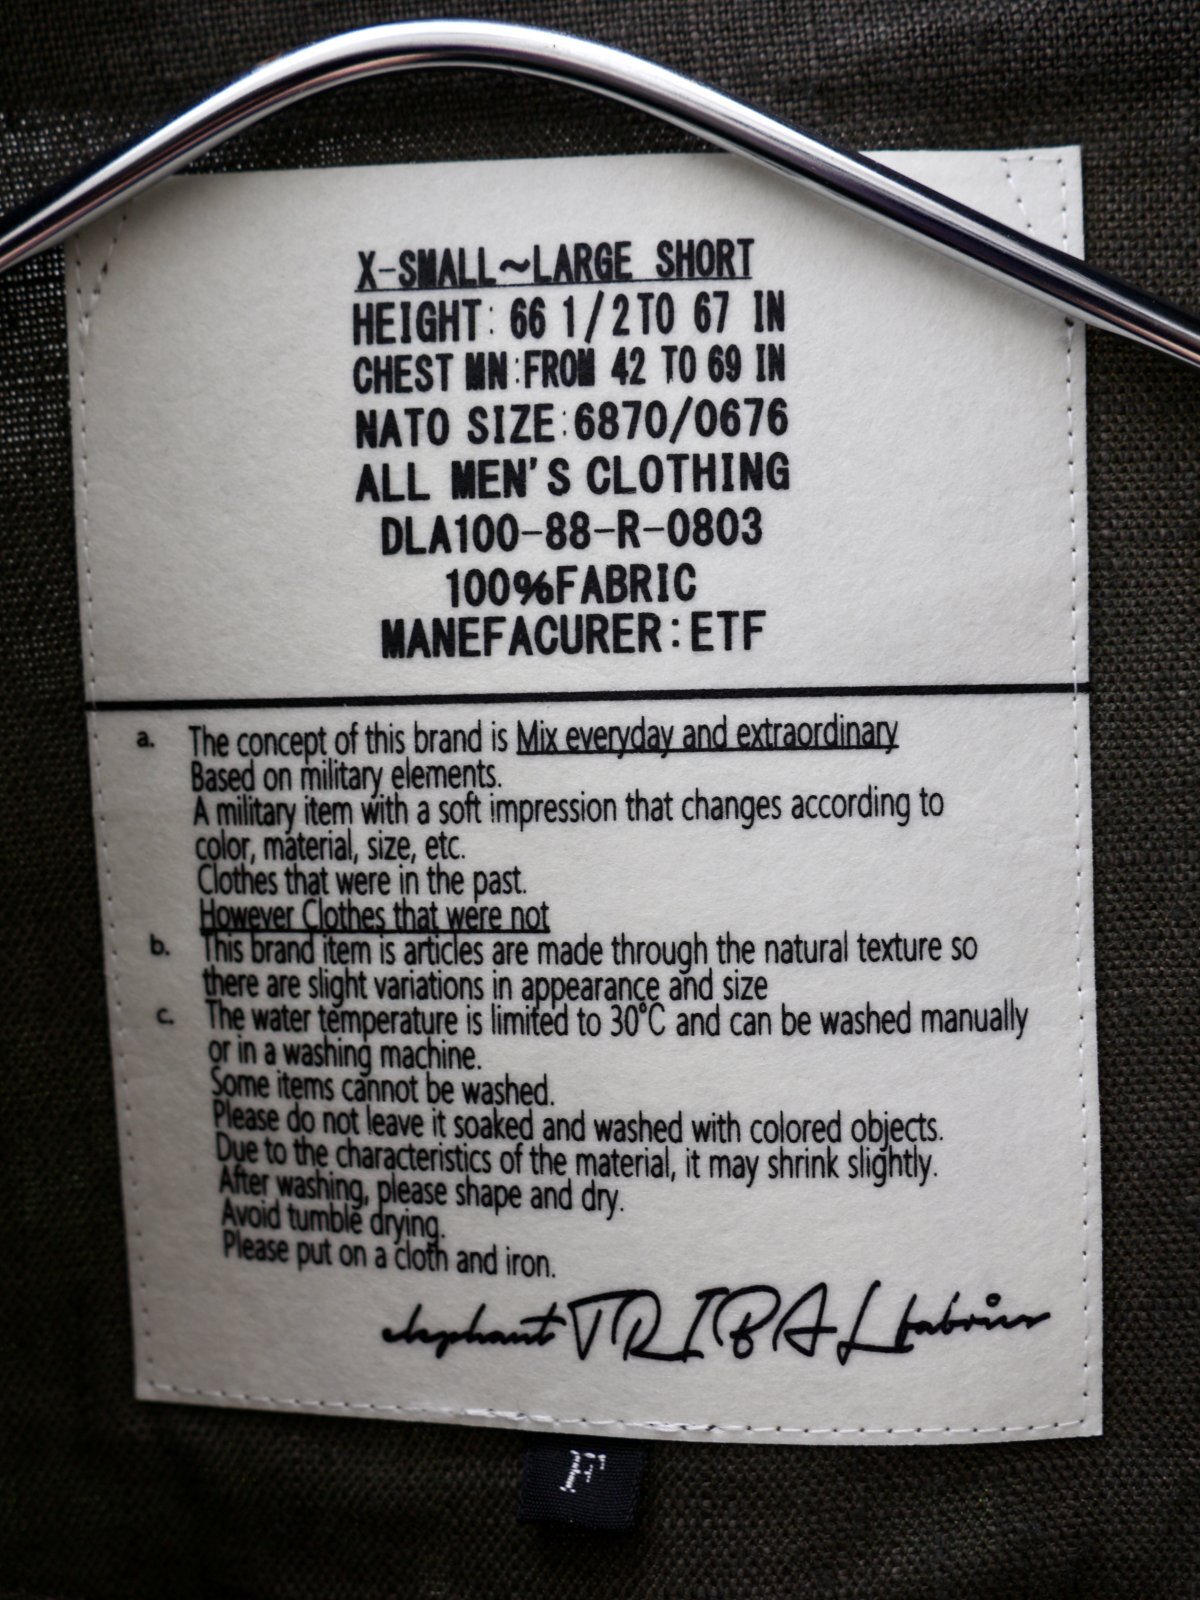 X-SMALL~LARGE SHORT
HEIGHT: 66 1/2 TO 67 IN
CHEST MN:FROM 42 TO 69 IN
NATO SIZE:6870/0676
ALL MEN'S CLOTHING
DLA100-88-R-0803
100%FABRIC
MANEFACURER:ETF
a. The concept of this brand is Mix everyday and extraordinary
Based on military elements.
A military item with a soft impression that changes according to
color, material, size, etc.
Clothes that were in the past.
However Clothes that were not
b. This brand item is articles are made through the natural texture so
there are slight variations in appearance and size
c. The water temperature is limited to 30°C and can be washed manually
or in a washing machine.
Some items cannot be washed.
Please do not leave it soaked and washed with colored objects.
Due to the characteristics of the material, it may shrink slightly.
After washing, please shape and dry.
Avoid tumble drying.
Please put on a cloth and iron.
elephant TRIBAL fabrics